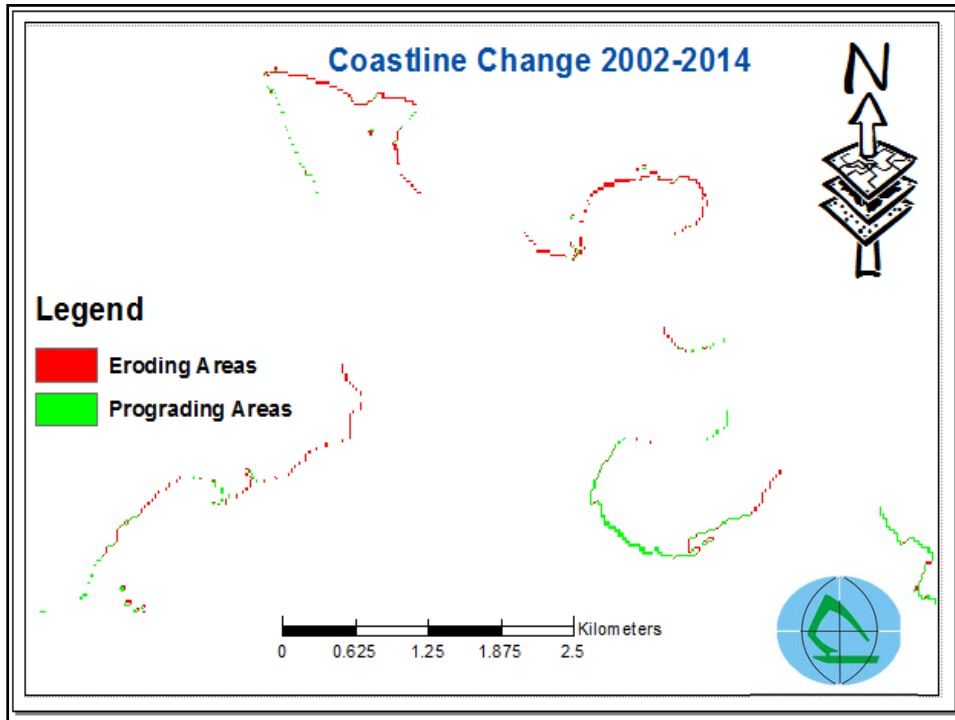 Coastline Change 2002-2014
N
Legend
Eroding Areas
Prograding Areas
Kilometers
0 0.625 1.25 1.875 2.5